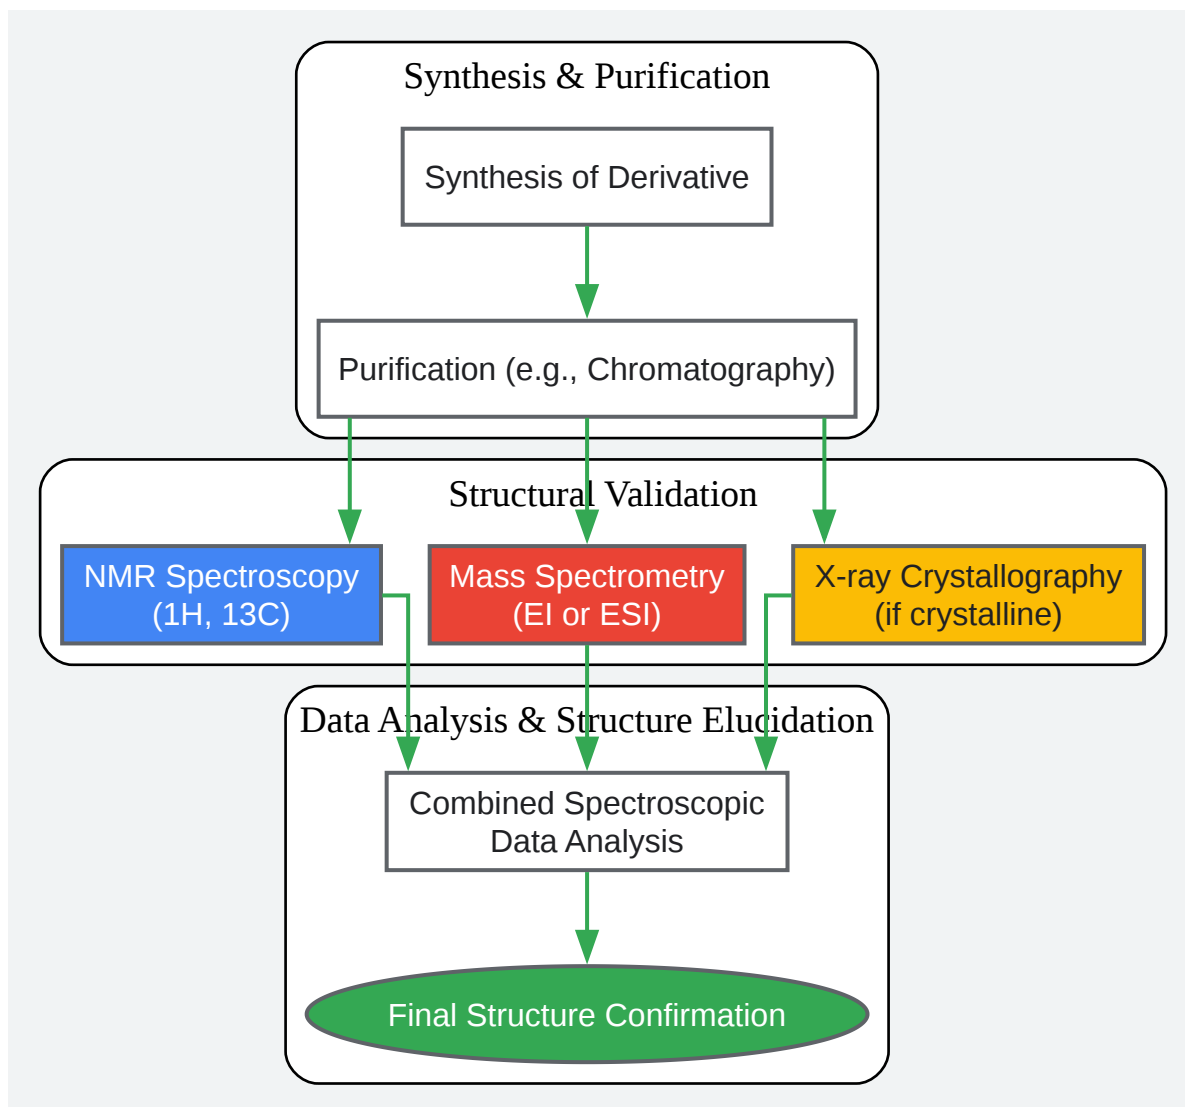 Synthesis & Purification
Synthesis of Derivative
Purification (e.g., Chromatography)
Structural Validation
NMR Spectroscopy
(1H, 13C)
Mass Spectrometry
(EI or ESI)
X-ray Crystallography
(if crystalline)
Data Analysis & Structure Elucidation
Combined Spectroscopic
Data Analysis
Final Structure Confirmation